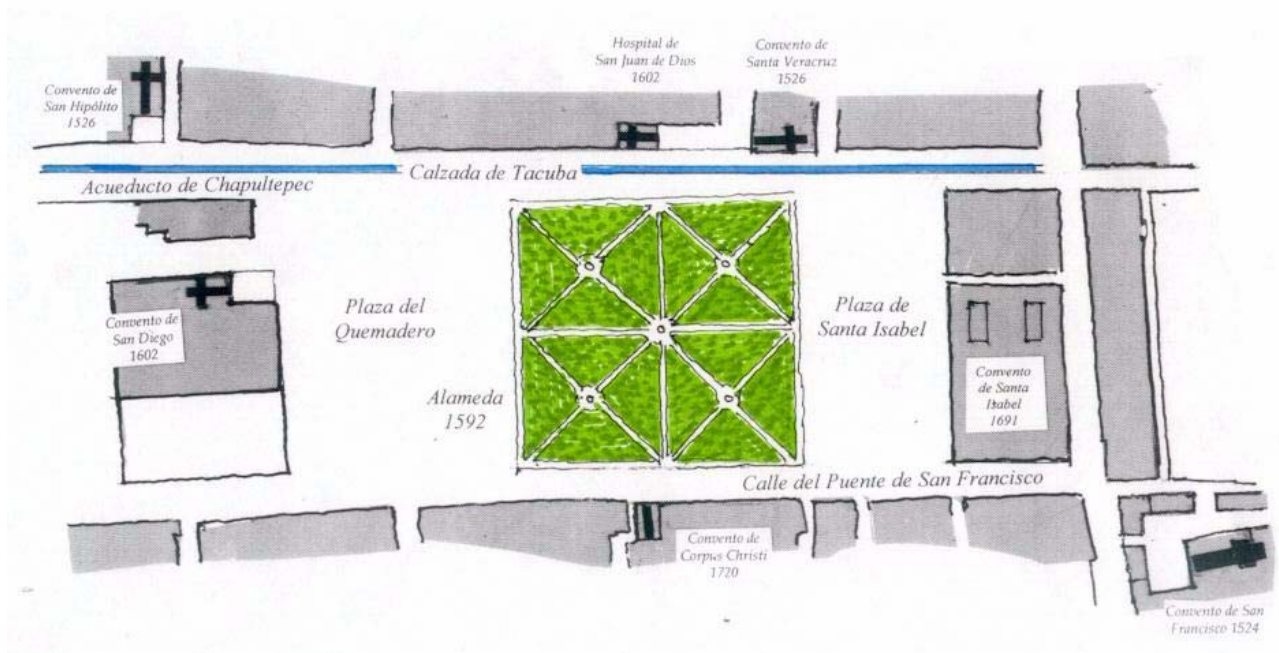 Hospital de
San Juan de Dios
1602
Convento de
Santa Veracruz
1526
Convento de
San Hipólito
1526
Calzada de Tacuba
Acueducto de Chapultepec
Plaza del
Quemadero
Plaza de
Santa Isabel
Convento de
San Diego
1602
Alameda
1592
Convento
de Santa
Isabel
1691
Calle del Puente de San Francisco
Convento de
Corpus Christi
1720
Convento de San
Francisco 1524